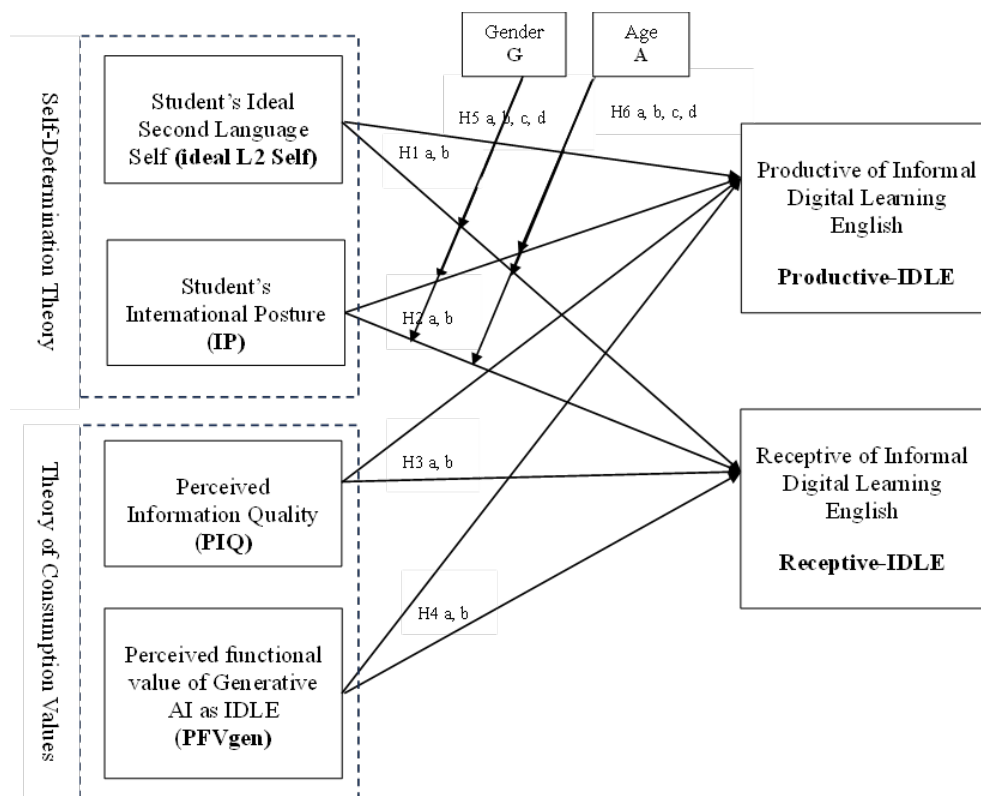 Gender
G
Age
A
Self-Determination Theory
Student's Ideal
Second Language
Self (ideal L2 Self)
H5 a, b, c, d
H6 a, b, c, d
H1 a, b
Productive of Informal
Digital Learning
English
Productive-IDLE
Student's
International Posture
(IP)
H2 a, b
Theory of Consumption Values
Perceived
Information Quality
(PIQ)
H3 a, b
Receptive of Informal
Digital Learning
English
Receptive-IDLE
H4 a, b
Perceived functional
value of Generative
AI as IDLE
(PFVgen)